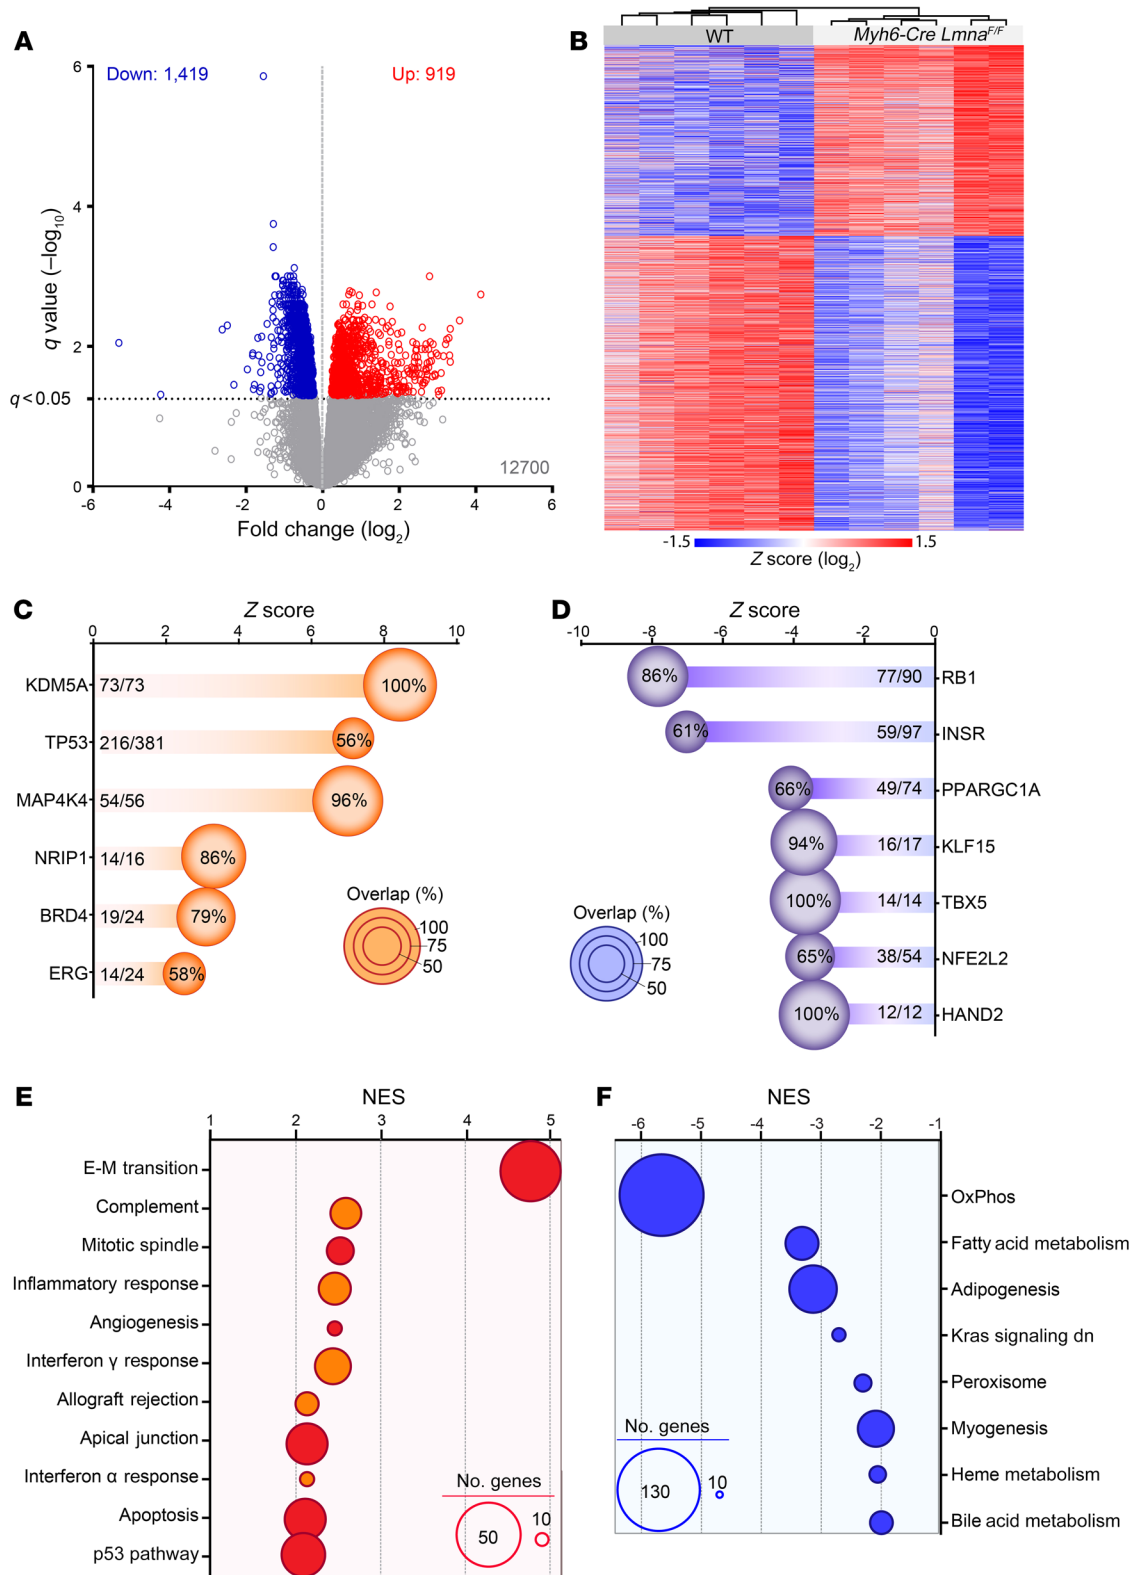 A
6
Down: 1,419
Up: 919
4
q value (–log10)
2
q < 0.05
12700
0
-6 -4 -2 0 2 4 6
Fold change (log2)
B
WT
Myh6-Cre LmnaF/F
-1.5 1.5
Z score (log2)
C
Z score
0 2 4 6 8 10
KDM5A 73/73 100%
TP53 216/381 56%
MAP4K4 54/56 96%
NRIP1 14/16 86%
BRD4 19/24 79%
ERG 14/24 58%
Overlap (%)
100
75
50
D
Z score
-10 -8 -6 -4 -2 0
86% 77/90 RB1
61% 59/97 INSR
66% 49/74 PPARGC1A
94% 16/17 KLF15
100% 14/14 TBX5
65% 38/54 NFE2L2
100% 12/12 HAND2
Overlap (%)
100
75
50
E
NES
1 2 3 4 5
E-M transition
Complement
Mitotic spindle
Inflammatory response
Angiogenesis
Interferon γ response
Allograft rejection
Apical junction
Interferon α response
Apoptosis
p53 pathway
No. genes
50
10
F
NES
-6 -5 -4 -3 -2 -1
OxPhos
Fatty acid metabolism
Adipogenesis
Kras signaling dn
Peroxisome
Myogenesis
Heme metabolism
Bile acid metabolism
No. genes
130
10